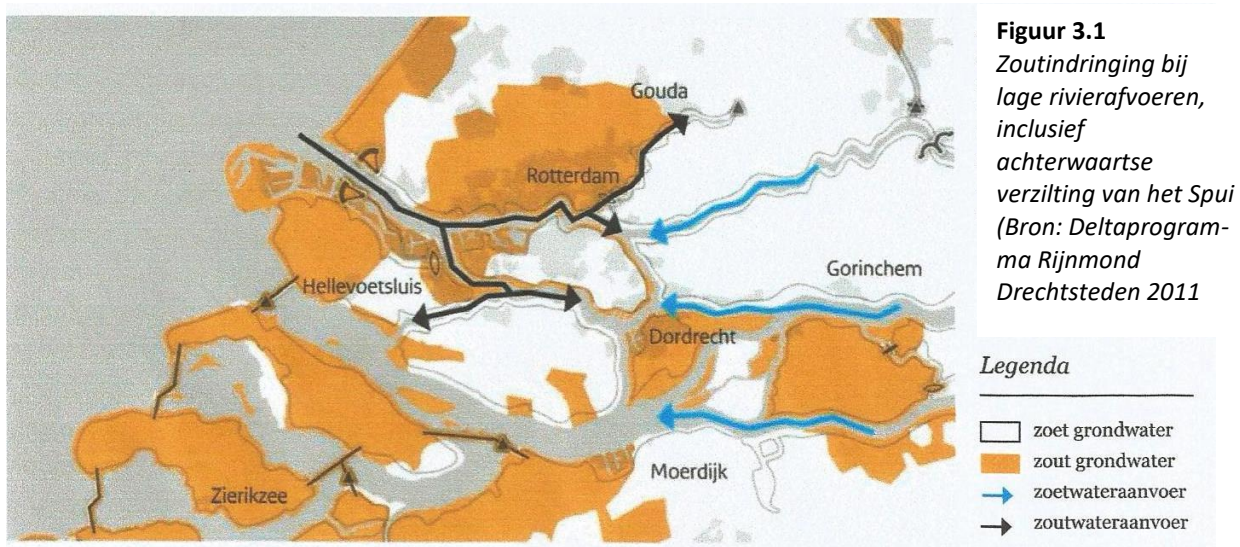 Gouda
Rotterdam
Gorinchem
Hellevoetsluis
Dordrecht
Moerdijk
Zierikzee
Figuur 3.1
Zoutindringing bij
lage rivierafvoeren,
inclusief
achterwaartse
verzilting van het Spui
(Bron: Deltaprogram-
ma Rijnmond
Drechtsteden 2011
Legenda
zoet grondwater
zout grondwater
zoetwateraanvoer
zoutwateraanvoer